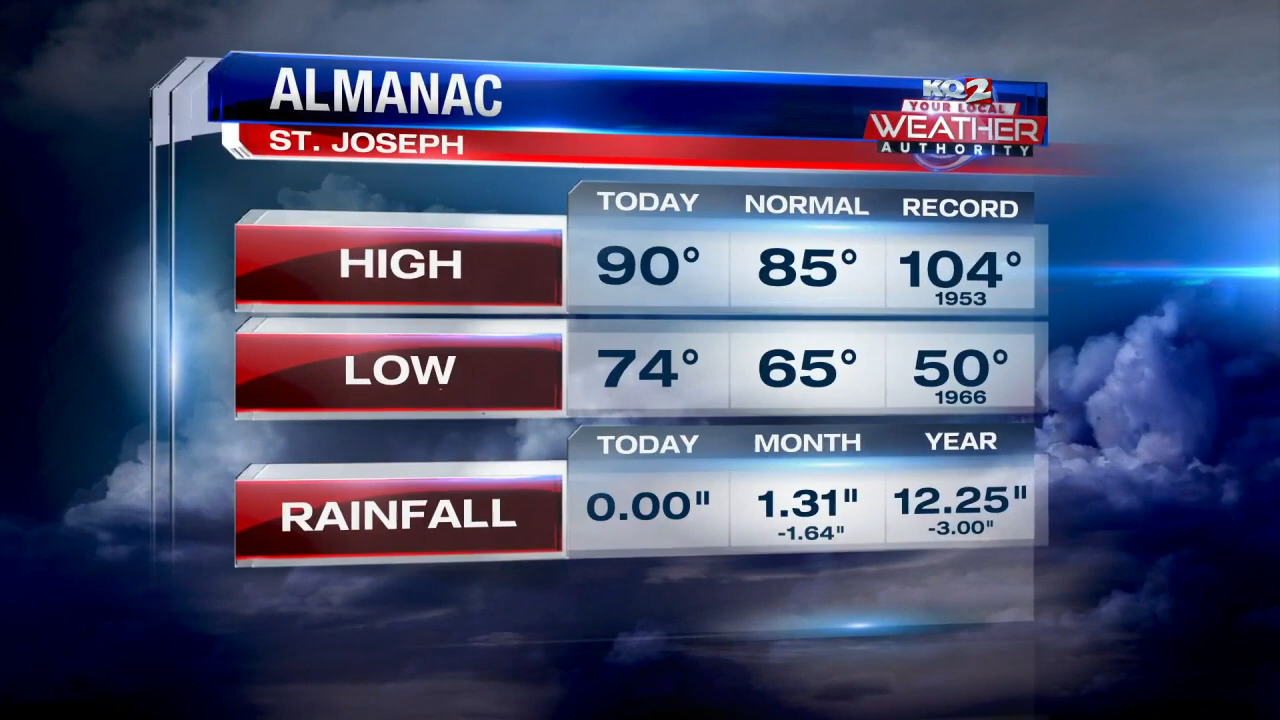 ALMANAC
KQ2
YOUR LOCAL
WEATHER
AUTHORITY
ST. JOSEPH
TODAY NORMAL RECORD
HIGH 90° 85° 104°
1953
LOW 74° 65° 50°
1966
TODAY MONTH YEAR
RAINFALL 0.00" 1.31" 12.25"
-1.64" -3.00"